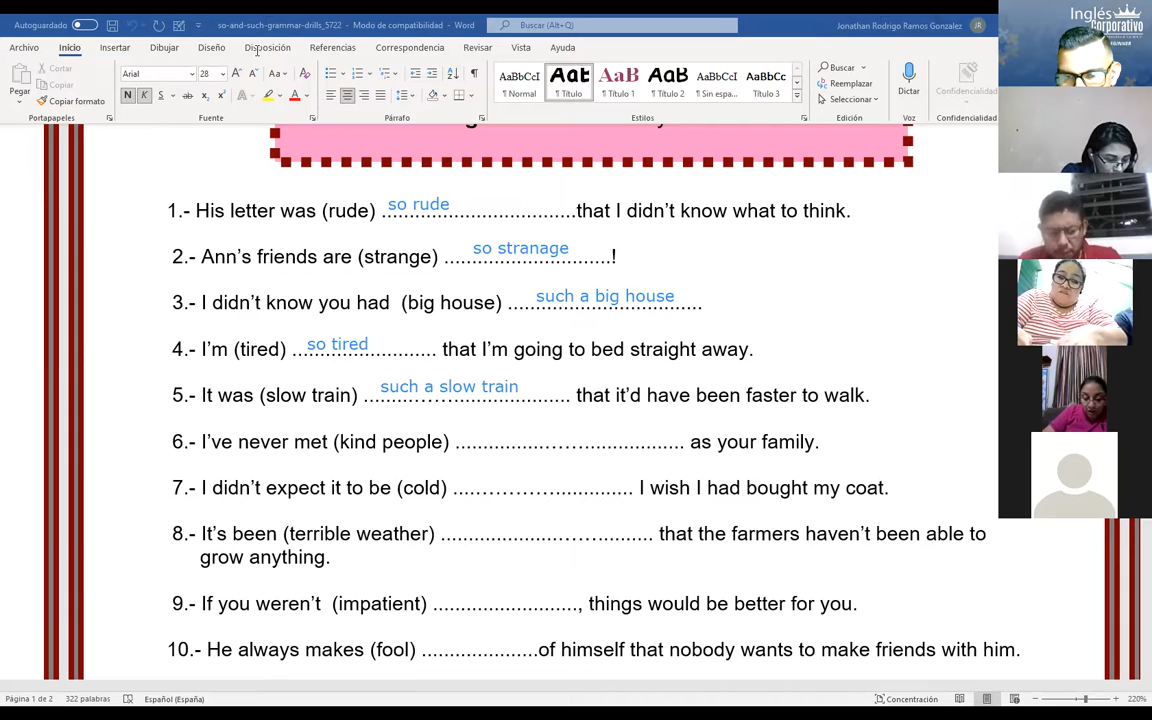 Autoguardado
so-and-such-grammar-drills_5722 - Modo de compatibilidad - Word
Buscar (Alt+Q)
Jonathan Rodrigo Ramos Gonzalez
JR
Archivo Inicio Insertar Dibujar Diseño Disposición Referencias Correspondencia Revisar Vista Ayuda
Pegar
Cortar
Copiar
Copiar formato
Portapapeles
Arial 28
N K S
Fuente
Párrafo
AaBbCcI Normal
AaB Título
AaB Título 1
AaB Título 2
AaBbCcI Sin espa...
AaBbCc Título 3
Estilos
Buscar
Reemplazar
Seleccionar
Edición
Dictar
Voz
Confidencialidad
Confidencialidad
Inglés
Corporativo
1.- His letter was (rude) so rude that I didn't know what to think.
2.- Ann's friends are (strange) so stranage !
3.- I didn't know you had (big house) such a big house
4.- I'm (tired) so tired that I'm going to bed straight away.
5.- It was (slow train) such a slow train that it'd have been faster to walk.
6.- I've never met (kind people) .................................... as your family.
7.- I didn't expect it to be (cold) .................................... I wish I had bought my coat.
8.- It's been (terrible weather) .................................... that the farmers haven't been able to
grow anything.
9.- If you weren't (impatient) .........................., things would be better for you.
10.- He always makes (fool) .....................of himself that nobody wants to make friends with him.
Página 1 de 2 322 palabras Español (España)
Concentración
220%